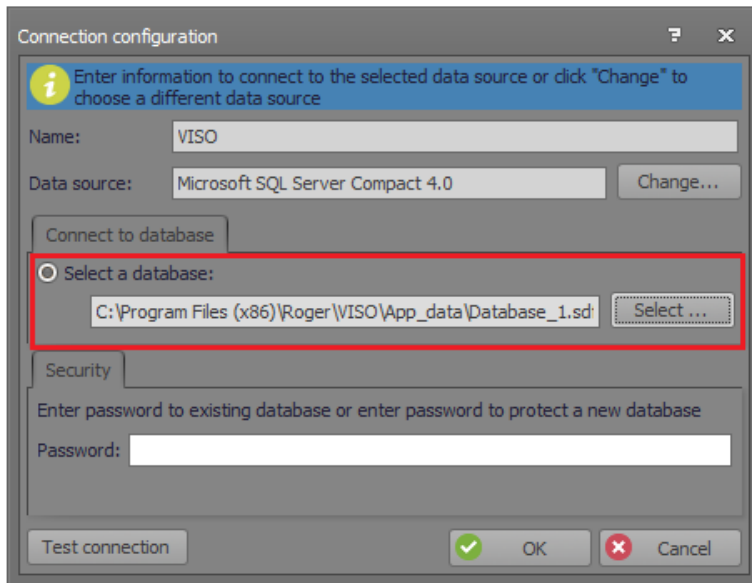 Connection configuration
Enter information to connect to the selected data source or click "Change" to
choose a different data source
Name: VISO
Data source: Microsoft SQL Server Compact 4.0 Change...
Connect to database
Select a database:
C:\Program Files (x86)\Roger\VISO\App_data\Database_1.sdf Select ...
Security
Enter password to existing database or enter password to protect a new database
Password:
Test connection OK Cancel